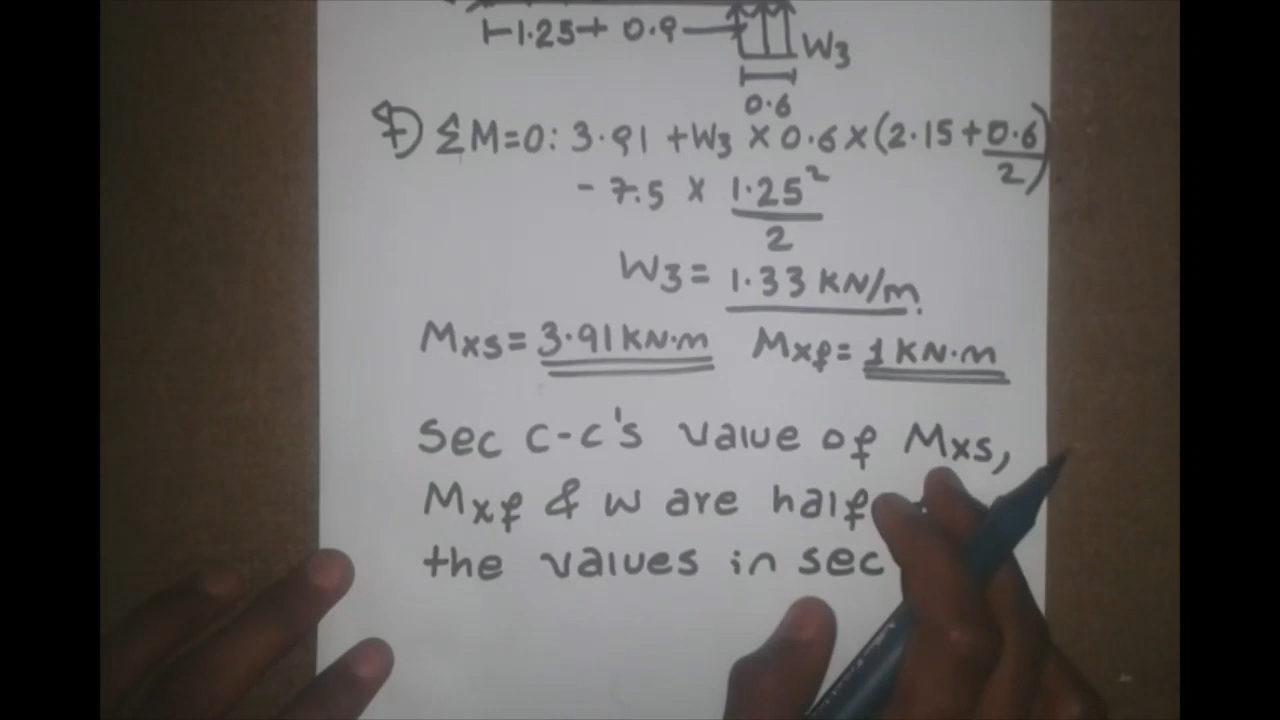 1.25 + 0.9 W3
0.6
ΣM=0: 3.91 + W3 × 0.6 × (2.15 + 0.6/2)
- 7.5 × 1.25²/2
W3 = 1.33 KN/m.
Mxs = 3.91 KN·m Mxf = 1 KN·m
Sec C-C's value of Mxs,
Mxf & W are half
the values in sec